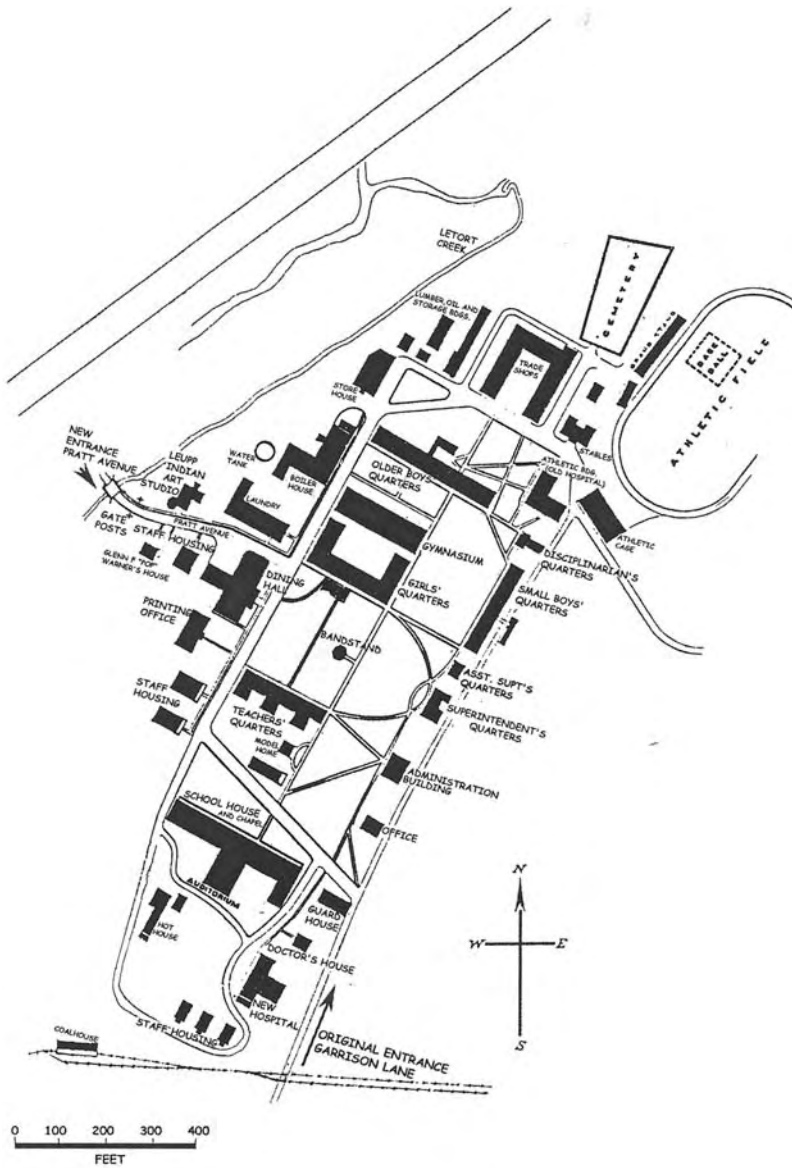 LETORT
CREEK
CEMETERY
LUMBER, OIL AND
STORAGE BDGS.
GRAND STAND
BASE
BALL
ATHLETIC FIELD
TRADE
SHOPS
STORE
HOUSE
STABLES
NEW
ENTRANCE
PRATT AVENUE
LEUPP
INDIAN
ART
STUDIO
WATER
TANK
BOILER
HOUSE
OLDER BOYS'
QUARTERS
ATHLETIC BDG.
(OLD HOSPITAL)
LAUNDRY
GATE
POSTS
PRATT AVENUE
STAFF HOUSING
GYMNASIUM
ATHLETIC
CAGE
DISCIPLINARIAN'S
QUARTERS
GLENN P "POP"
WARNER'S HOUSE
DINING
HALL
GIRLS'
QUARTERS
SMALL BOYS'
QUARTERS
PRINTING
OFFICE
BANDSTAND
ASST. SUPT'S
QUARTERS
STAFF
HOUSING
TEACHERS'
QUARTERS
SUPERINTENDENT'S
QUARTERS
MODEL
HOME
ADMINISTRATION
BUILDING
SCHOOL HOUSE
AND CHAPEL
OFFICE
AUDITORIUM
GUARD
HOUSE
HOT
HOUSE
DOCTOR'S HOUSE
NEW
HOSPITAL
STAFF HOUSING
N
W
E
S
COALHOUSE
ORIGINAL ENTRANCE
GARRISON LANE
0 100 200 300 400
FEET